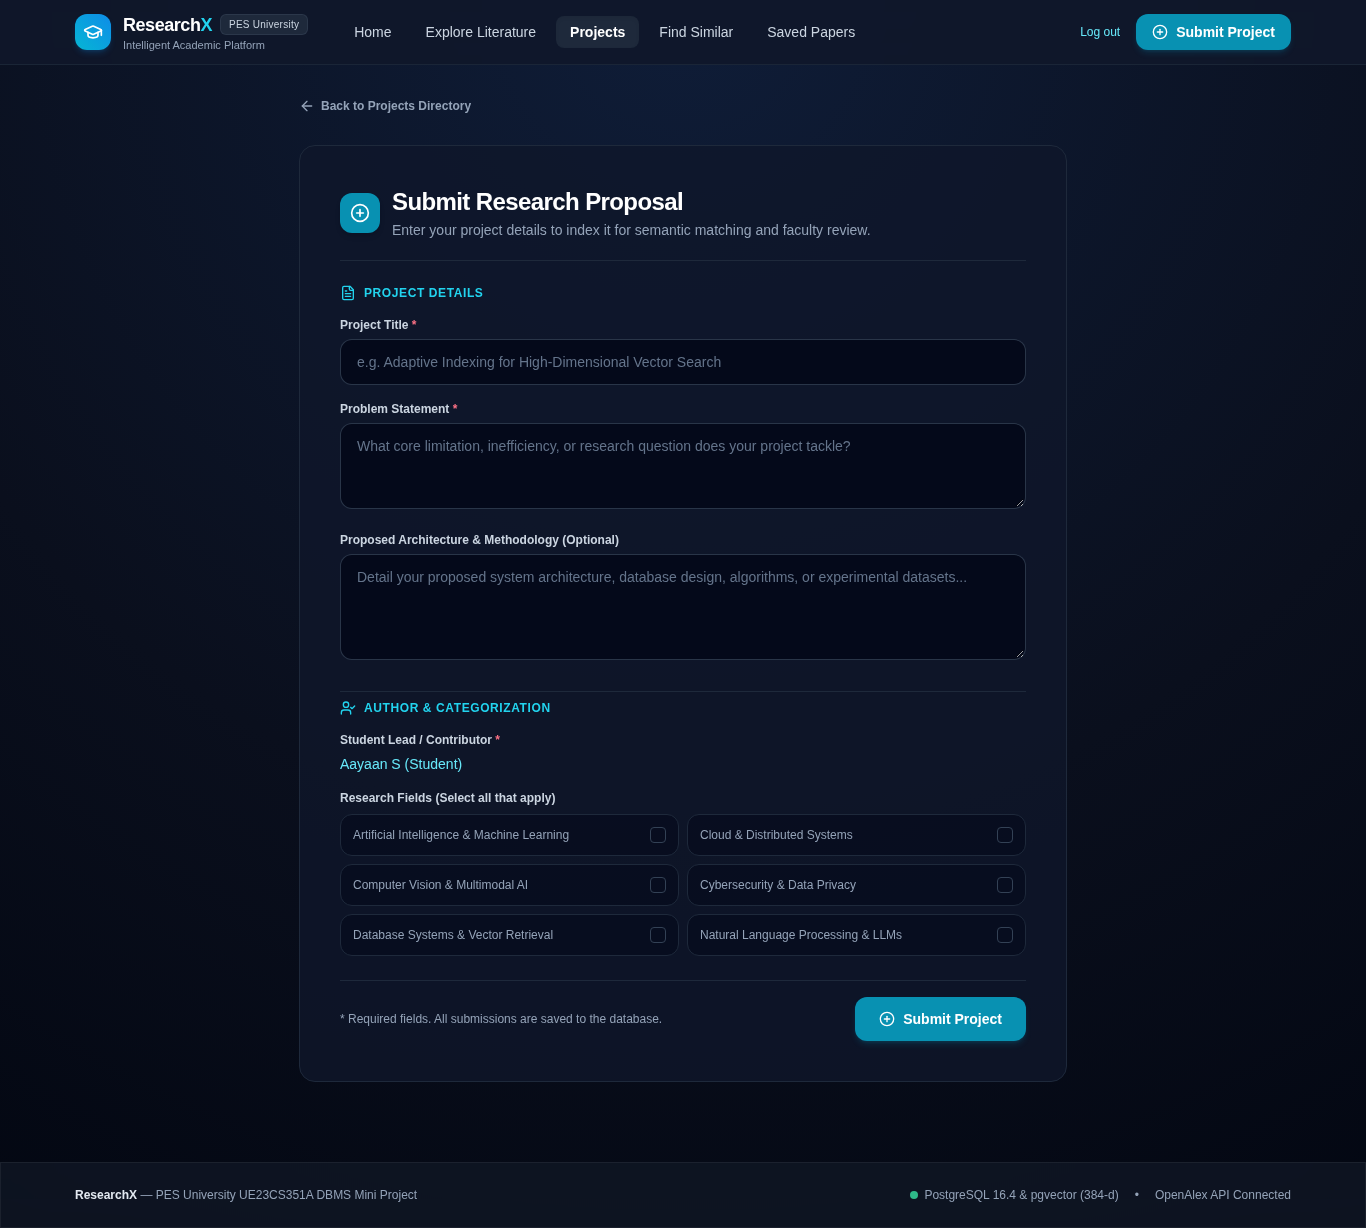 ResearchX PES University
Intelligent Academic Platform
Home
Explore Literature
Projects
Find Similar
Saved Papers
Log out
Submit Project
Back to Projects Directory
Submit Research Proposal
Enter your project details to index it for semantic matching and faculty review.
PROJECT DETAILS
Project Title *
e.g. Adaptive Indexing for High-Dimensional Vector Search
Problem Statement *
What core limitation, inefficiency, or research question does your project tackle?
Proposed Architecture & Methodology (Optional)
Detail your proposed system architecture, database design, algorithms, or experimental datasets...
AUTHOR & CATEGORIZATION
Student Lead / Contributor *
Aayaan S (Student)
Research Fields (Select all that apply)
Artificial Intelligence & Machine Learning
Cloud & Distributed Systems
Computer Vision & Multimodal AI
Cybersecurity & Data Privacy
Database Systems & Vector Retrieval
Natural Language Processing & LLMs
* Required fields. All submissions are saved to the database.
Submit Project
ResearchX — PES University UE23CS351A DBMS Mini Project
PostgreSQL 16.4 & pgvector (384-d) • OpenAlex API Connected